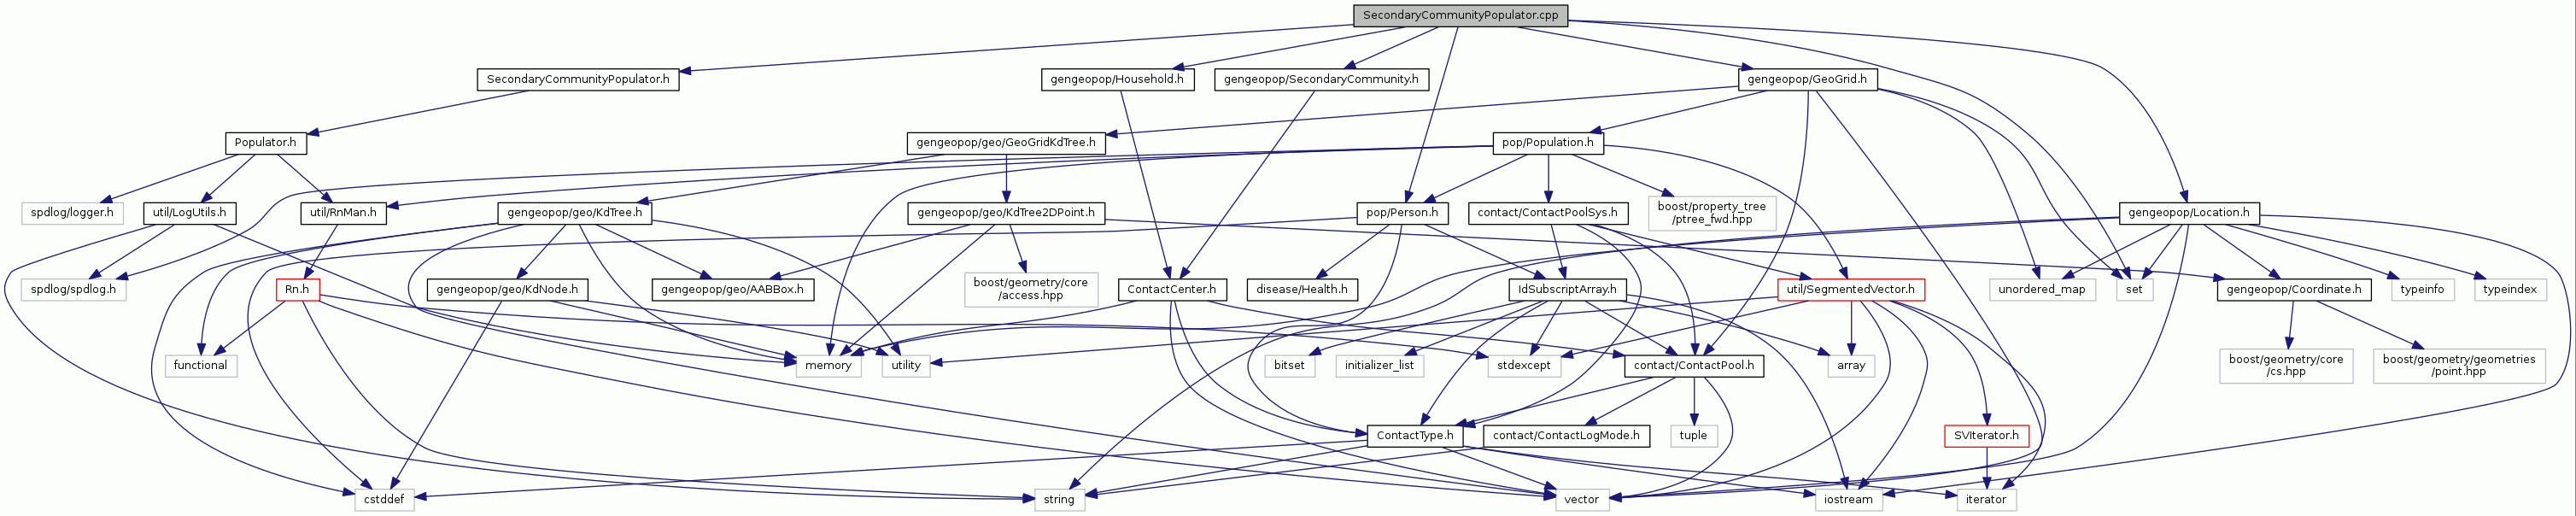 SecondaryCommunityPopulator.cpp
SecondaryCommunityPopulator.h
gengeopop/Household.h
gengeopop/SecondaryCommunity.h
gengeopop/GeoGrid.h
Populator.h
gengeopop/geo/GeoGridKdTree.h
pop/Population.h
spdlog/logger.h
util/LogUtils.h
util/RnMan.h
gengeopop/geo/KdTree.h
gengeopop/geo/KdTree2DPoint.h
pop/Person.h
contact/ContactPoolSys.h
boost/property_tree
/ptree_fwd.hpp
gengeopop/Location.h
spdlog/spdlog.h
Rn.h
gengeopop/geo/KdNode.h
gengeopop/geo/AABBox.h
boost/geometry/core
/access.hpp
ContactCenter.h
disease/Health.h
IdSubscriptArray.h
util/SegmentedVector.h
unordered_map
set
gengeopop/Coordinate.h
typeinfo
typeindex
functional
memory
utility
bitset
initializer_list
stdexcept
contact/ContactPool.h
array
boost/geometry/core
/cs.hpp
boost/geometry/geometries
/point.hpp
ContactType.h
contact/ContactLogMode.h
tuple
SVIterator.h
cstddef
string
vector
iostream
iterator